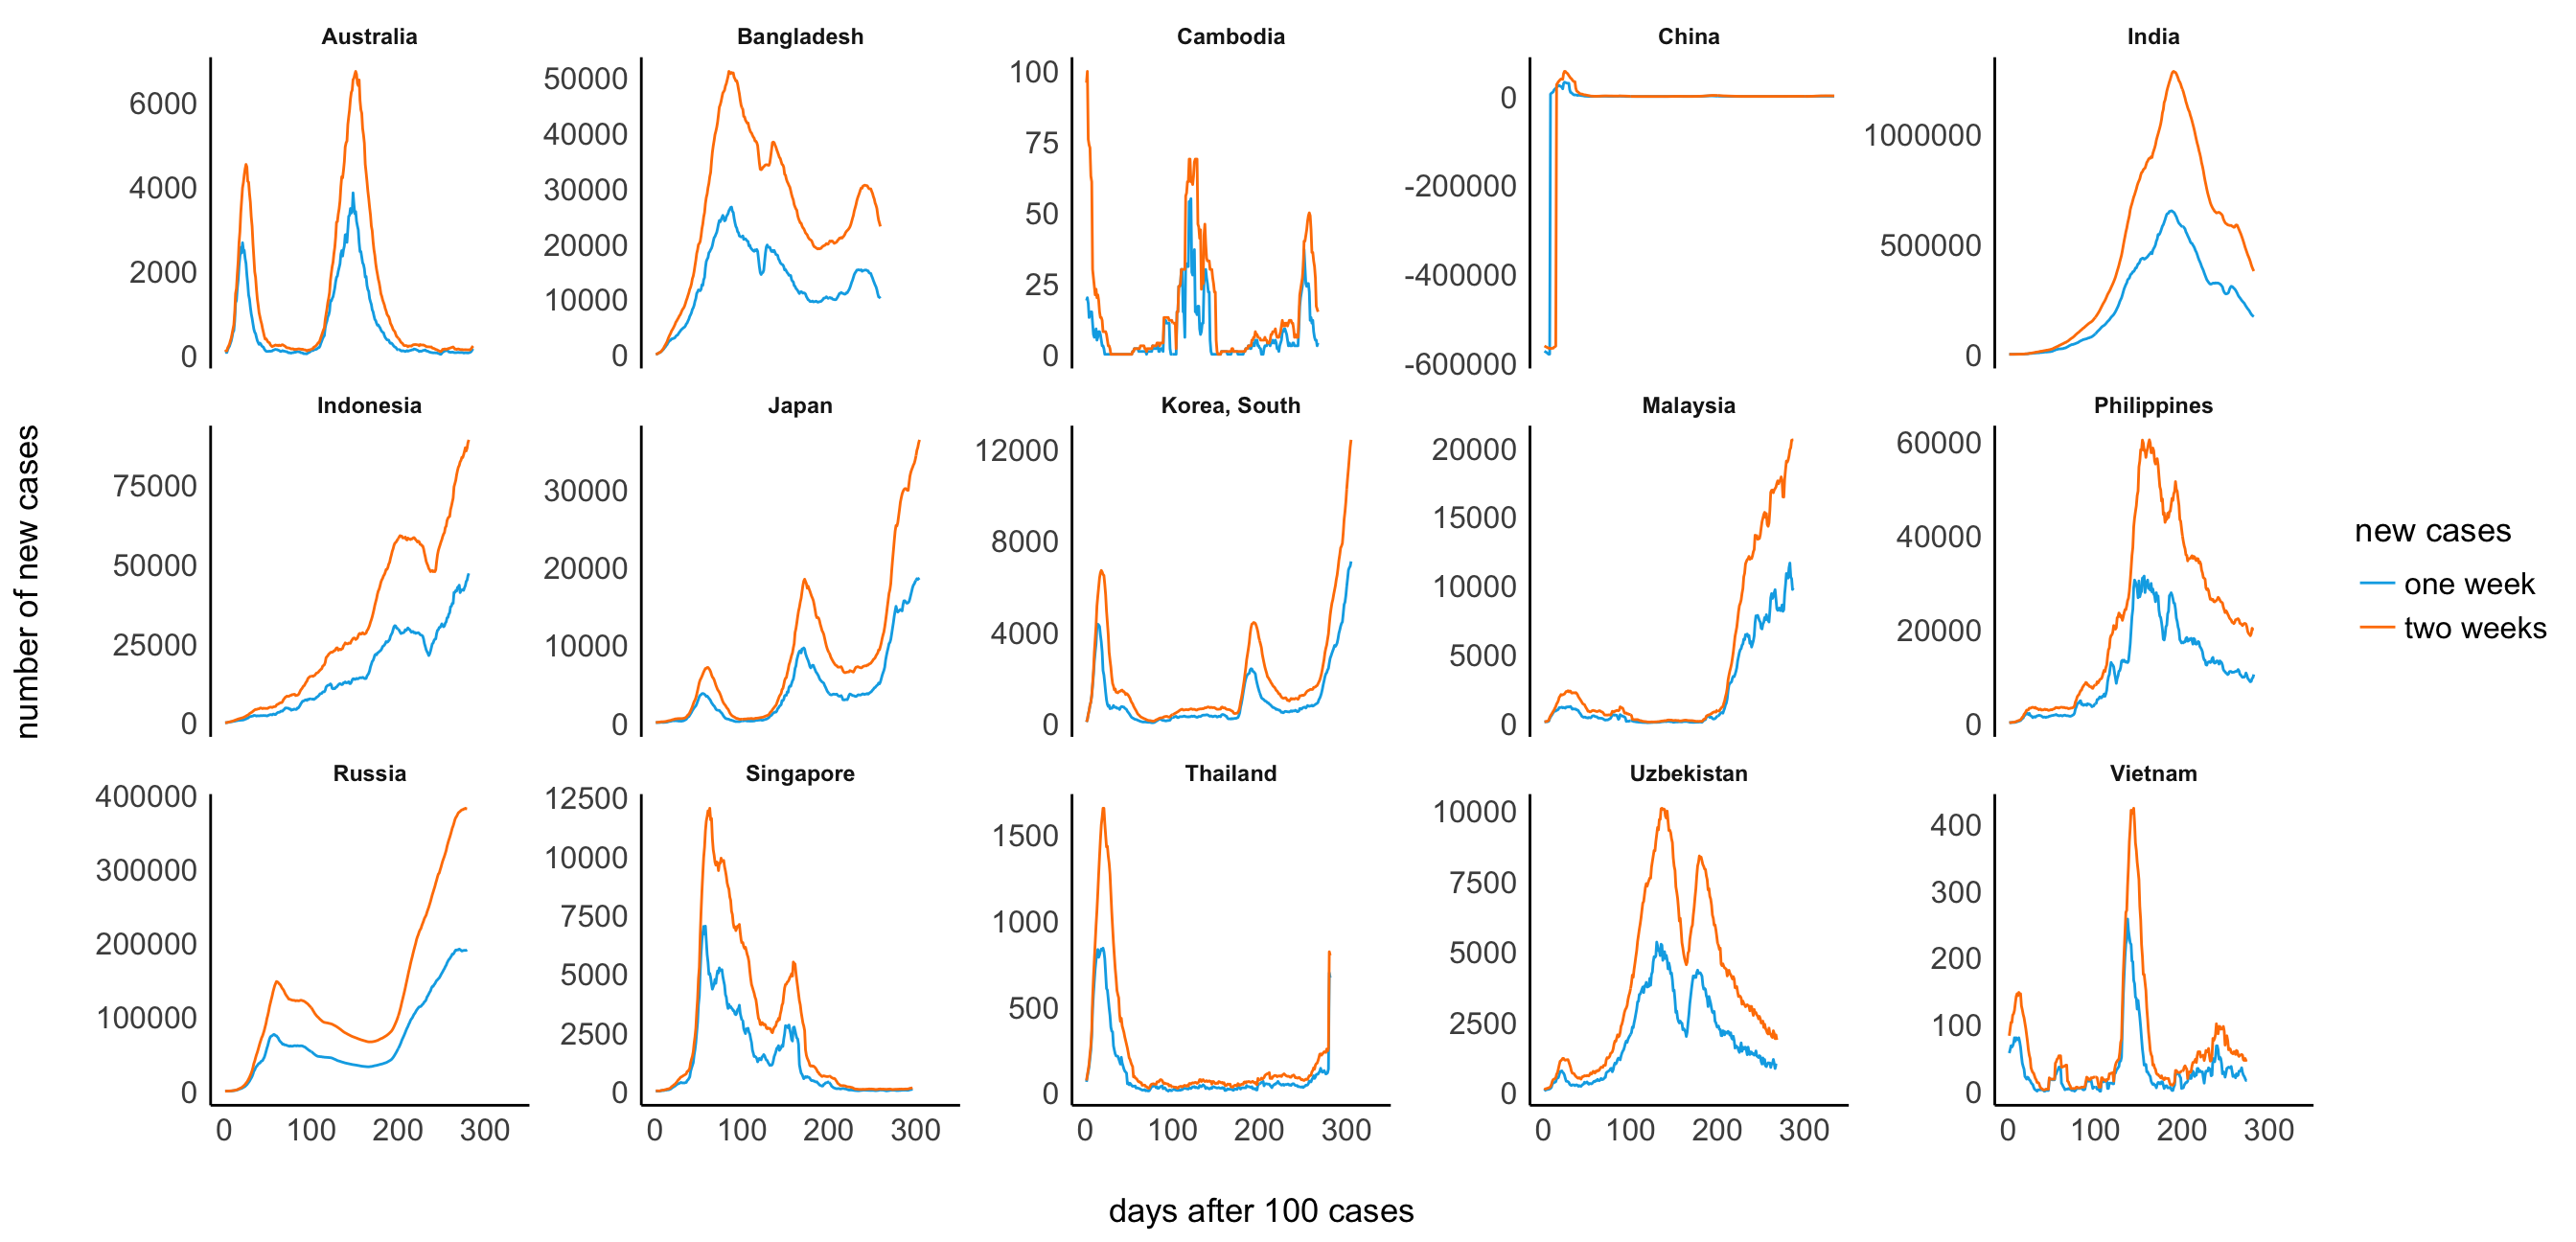 Australia
Bangladesh
Cambodia
China
India
6000
4000
2000
0
50000
40000
30000
20000
10000
0
100
75
50
25
0
0
-200000
-400000
-600000
1000000
500000
0
Indonesia
Japan
Korea, South
Malaysia
Philippines
75000
50000
25000
0
30000
20000
10000
0
12000
8000
4000
0
20000
15000
10000
5000
0
60000
40000
20000
0
Russia
Singapore
Thailand
Uzbekistan
Vietnam
400000
300000
200000
100000
0
12500
10000
7500
5000
2500
0
1500
1000
500
0
10000
7500
5000
2500
0
400
300
200
100
0
0 100 200 300
0 100 200 300
0 100 200 300
0 100 200 300
0 100 200 300
number of new cases
days after 100 cases
new cases
one week
two weeks